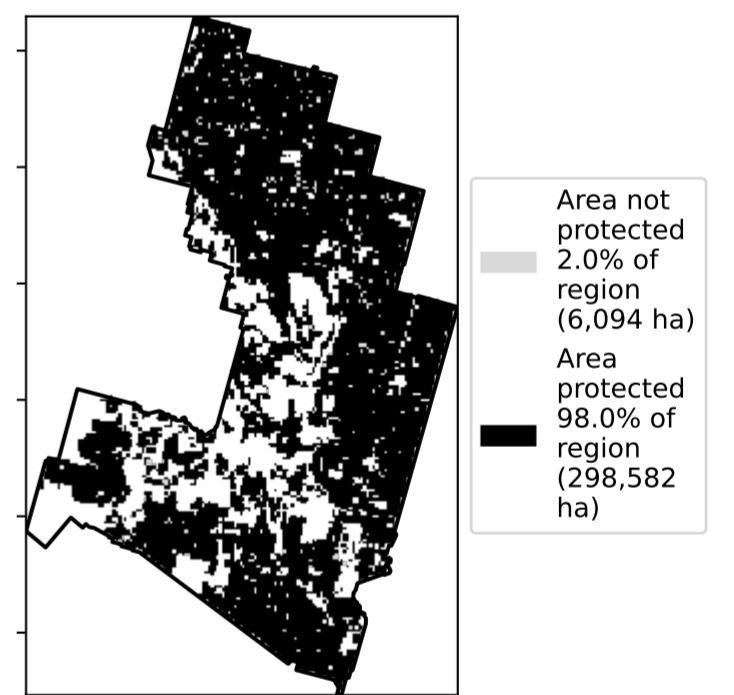 Area not
protected
2.0% of
region
(6,094 ha)
Area
protected
98.0% of
region
(298,582
ha)